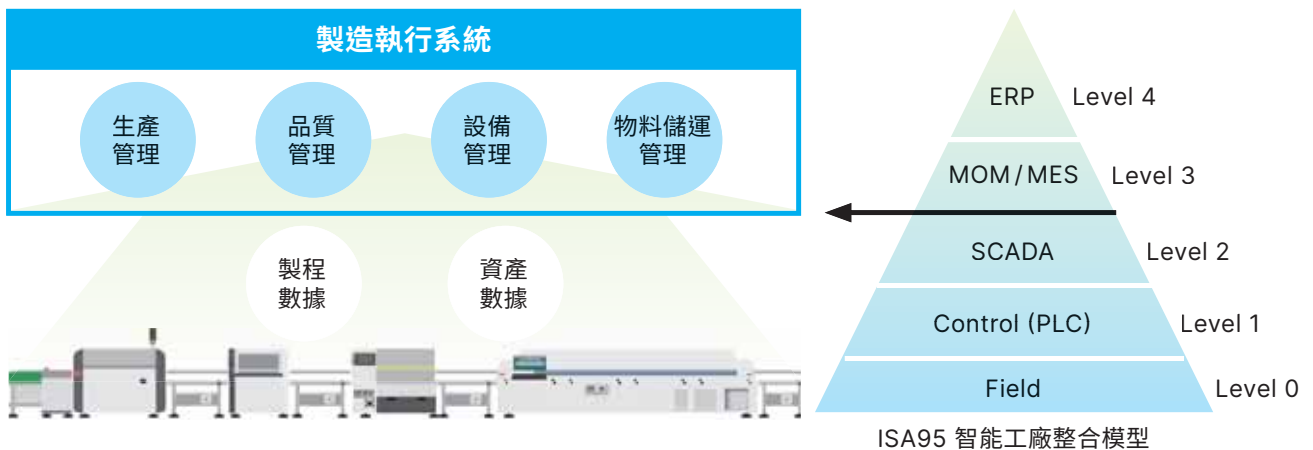 製造執行系統
生產
管理
品質
管理
設備
管理
物料儲運
管理
製程
數據
資產
數據
ERP Level 4
MOM/MES Level 3
SCADA Level 2
Control (PLC) Level 1
Field Level 0
ISA95 智能工廠整合模型